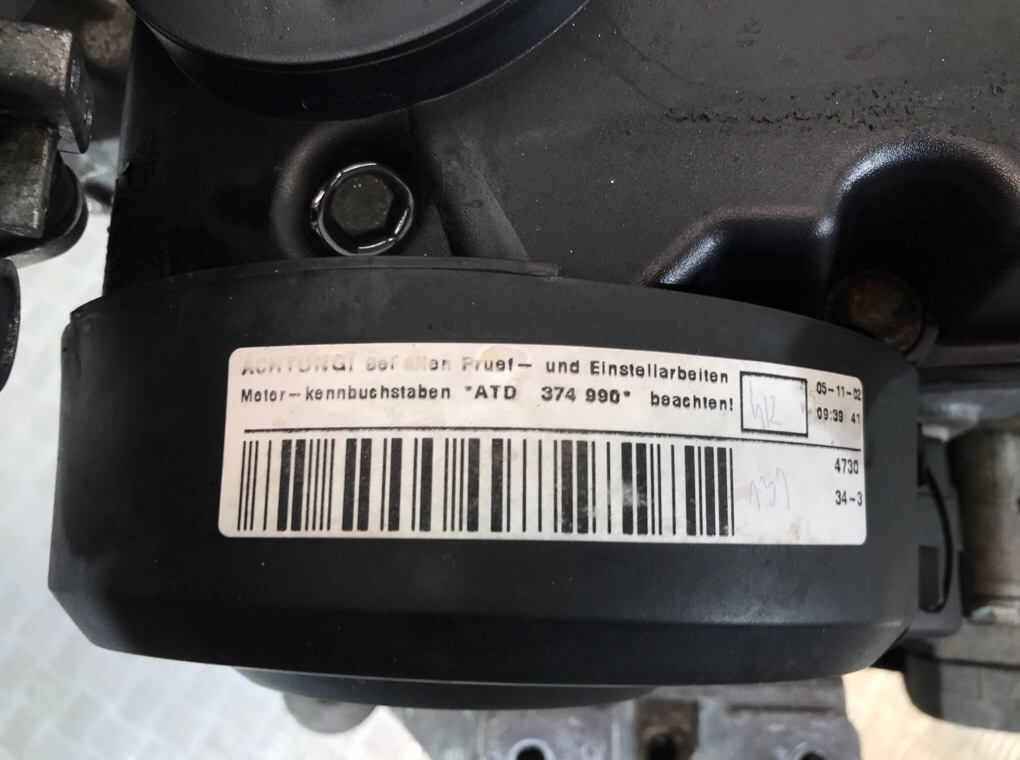 ACHTUNG! Bei allen Pruef- und Einstellarbeiten
Motor-kennbuchstaben "ATD 374 990" beachten!
05-11-02
09:39 41
4730
34-3